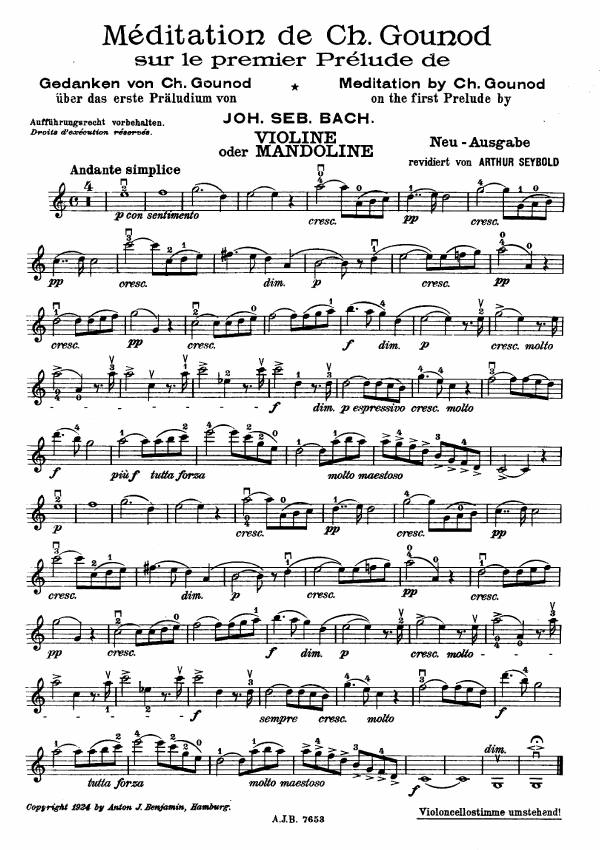 Méditation de Ch. Gounod
sur le premier Prélude de
Gedanken von Ch. Gounod * Meditation by Ch. Gounod
über das erste Präludium von on the first Prelude by
JOH. SEB. BACH.
Aufführungsrecht vorbehalten.
Droits d'exécution réservés.
VIOLINE
oder MANDOLINE
Neu-Ausgabe
revidiert von ARTHUR SEYBOLD
Andante simplice
p con sentimento cresc. pp cresc.
pp cresc. dim. p cresc. dim.
cresc. pp cresc. f dim. p cresc. molto
f dim. p espressivo cresc. molto
f più f tutta forza molto maestoso
p cresc. pp cresc. pp
cresc. dim. p cresc. dim. cresc.
pp cresc. f dim. p cresc. molto
f sempre cresc. molto f
tutta forza molto maestoso f dim.
Copyright 1924 by Anton J. Benjamin, Hamburg.
A.J.B. 7653
Violoncellostimme umstehend!